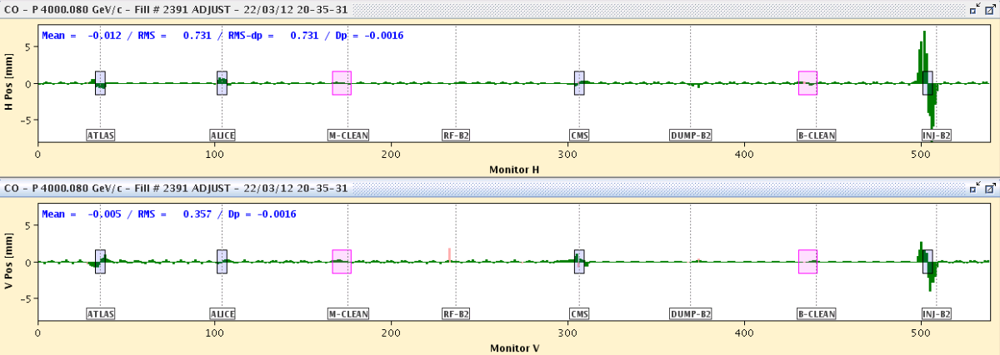 CO - P 4000.080 GeV/c - Fill # 2391 ADJUST - 22/03/12 20-35-31
Mean = -0.012 / RMS = 0.731 / RMS-dp = 0.731 / Dp = -0.0016
H Pos [mm]
5
0
-5
ATLAS ALICE M-CLEAN RF-B2 CMS DUMP-B2 B-CLEAN INJ-B2
0 100 200 300 400 500
Monitor H
CO - P 4000.080 GeV/c - Fill # 2391 ADJUST - 22/03/12 20-35-31
Mean = -0.005 / RMS = 0.357 / Dp = -0.0016
V Pos [mm]
5
0
-5
ATLAS ALICE M-CLEAN RF-B2 CMS DUMP-B2 B-CLEAN INJ-B2
0 100 200 300 400 500
Monitor V